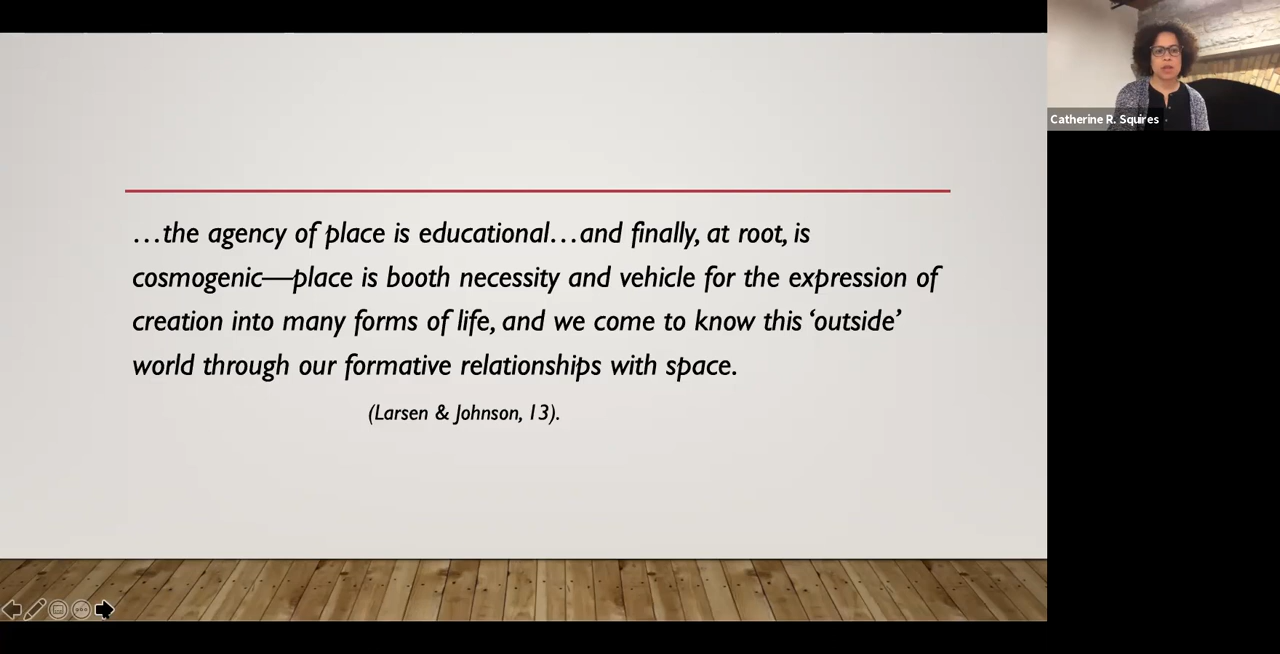 …the agency of place is educational…and finally, at root, is
cosmogenic—place is booth necessity and vehicle for the expression of
creation into many forms of life, and we come to know this ‘outside’
world through our formative relationships with space.
(Larsen & Johnson, 13).
Catherine R. Squires